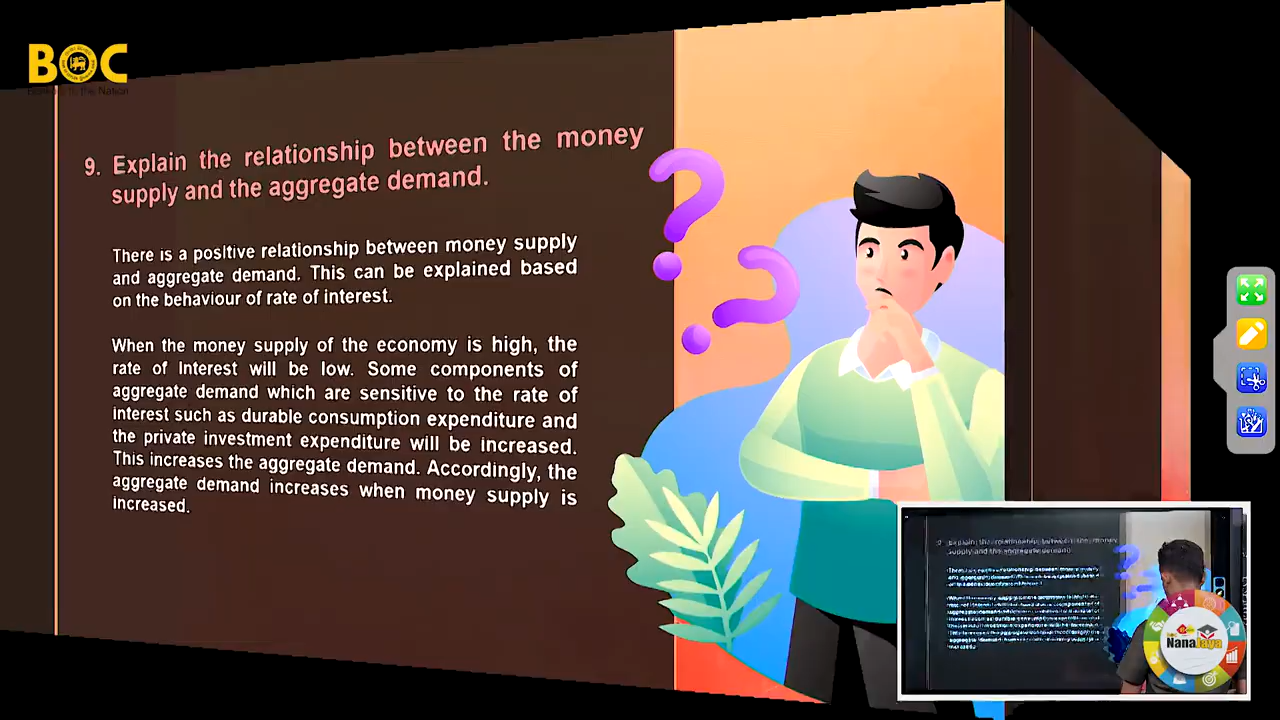 BOC
9. Explain the relationship between the money
supply and the aggregate demand.
There is a positive relationship between money supply
and aggregate demand. This can be explained based
on the behaviour of rate of interest.
When the money supply of the economy is high, the
rate of Interest will be low. Some components of
aggregate demand which are sensitive to the rate of
interest such as durable consumption expenditure and
the private investment expenditure will be increased.
This increases the aggregate demand. Accordingly, the
aggregate demand increases when money supply is
increased.
NanaJaya